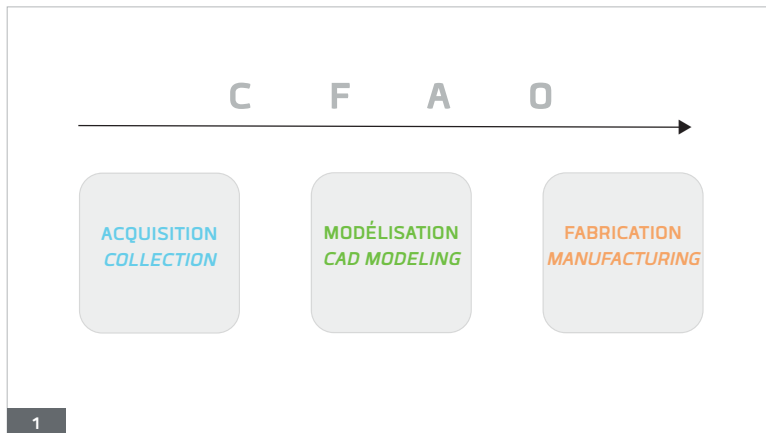 C F A O
ACQUISITION
COLLECTION
MODÉLISATION
CAD MODELING
FABRICATION
MANUFACTURING
1